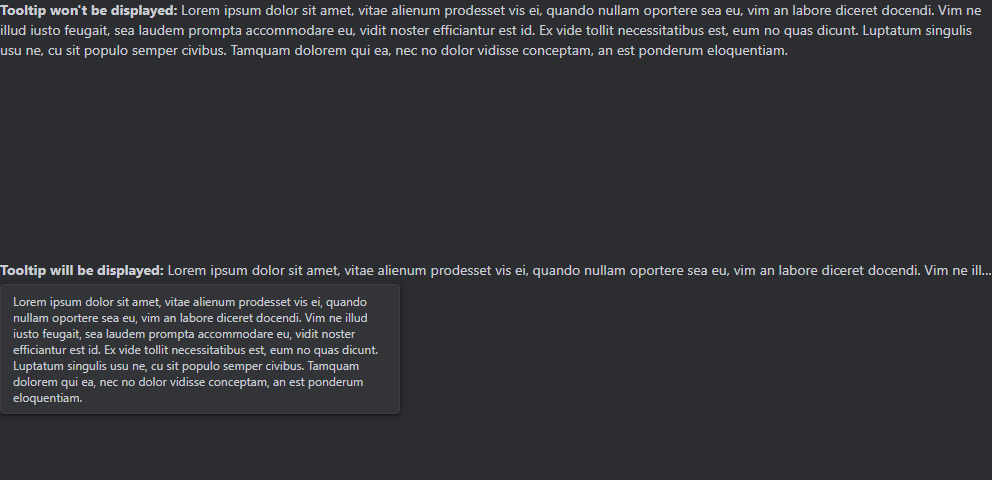 Tooltip won't be displayed: Lorem ipsum dolor sit amet, vitae alienum prodesset vis ei, quando nullam oportere sea eu, vim an labore diceret docendi. Vim ne
illud iusto feugait, sea laudem prompta accommodare eu, vidit noster efficiantur est id. Ex vide tollit necessitatibus est, eum no quas dicunt. Luptatum singulis
usu ne, cu sit populo semper civibus. Tamquam dolorem qui ea, nec no dolor vidisse conceptam, an est ponderum eloquentiam.
Tooltip will be displayed: Lorem ipsum dolor sit amet, vitae alienum prodesset vis ei, quando nullam oportere sea eu, vim an labore diceret docendi. Vim ne ill...
Lorem ipsum dolor sit amet, vitae alienum prodesset vis ei, quando
nullam oportere sea eu, vim an labore diceret docendi. Vim ne illud
iusto feugait, sea laudem prompta accommodare eu, vidit noster
efficiantur est id. Ex vide tollit necessitatibus est, eum no quas dicunt.
Luptatum singulis usu ne, cu sit populo semper civibus. Tamquam
dolorem qui ea, nec no dolor vidisse conceptam, an est ponderum
eloquentiam.